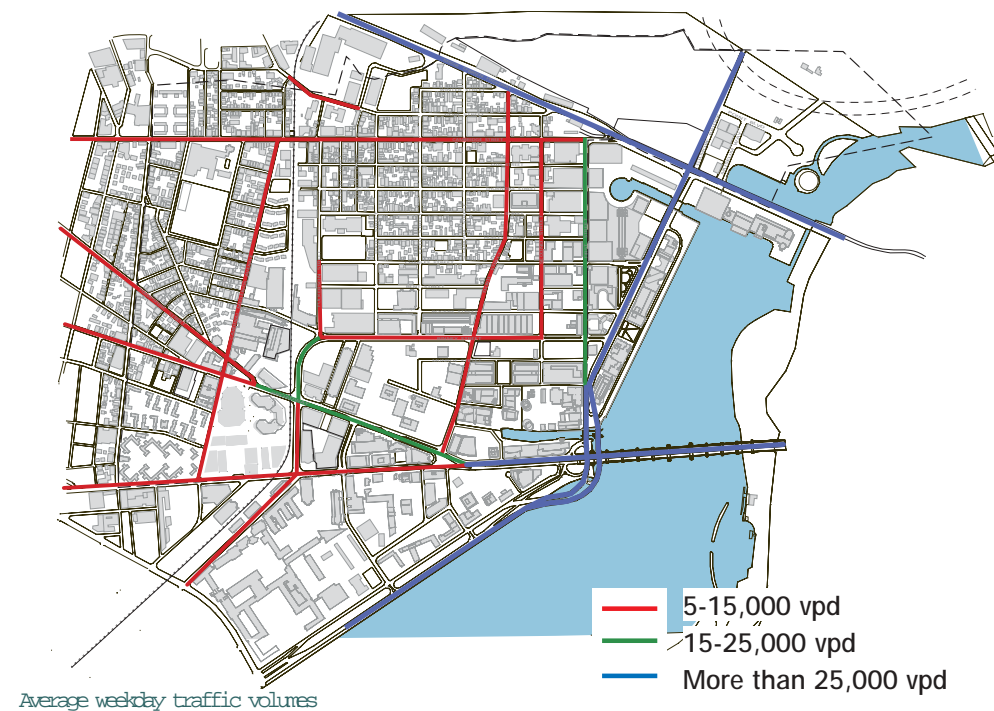 5-15,000 vpd
15-25,000 vpd
More than 25,000 vpd
Average weekday traffic volumes